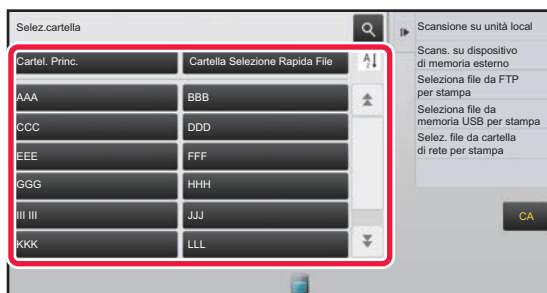 Selez.cartella
Cartel. Princ.
Cartella Selezione Rapida File
AAA
BBB
CCC
DDD
EEE
FFF
GGG
HHH
III III
JJJ
KKK
LLL
Scansione su unità local
Scans. su dispositivo
di memoria esterno
Seleziona file da FTP
per stampa
Seleziona file da
memoria USB per stampa
Selez. file da cartella
di rete per stampa
CA